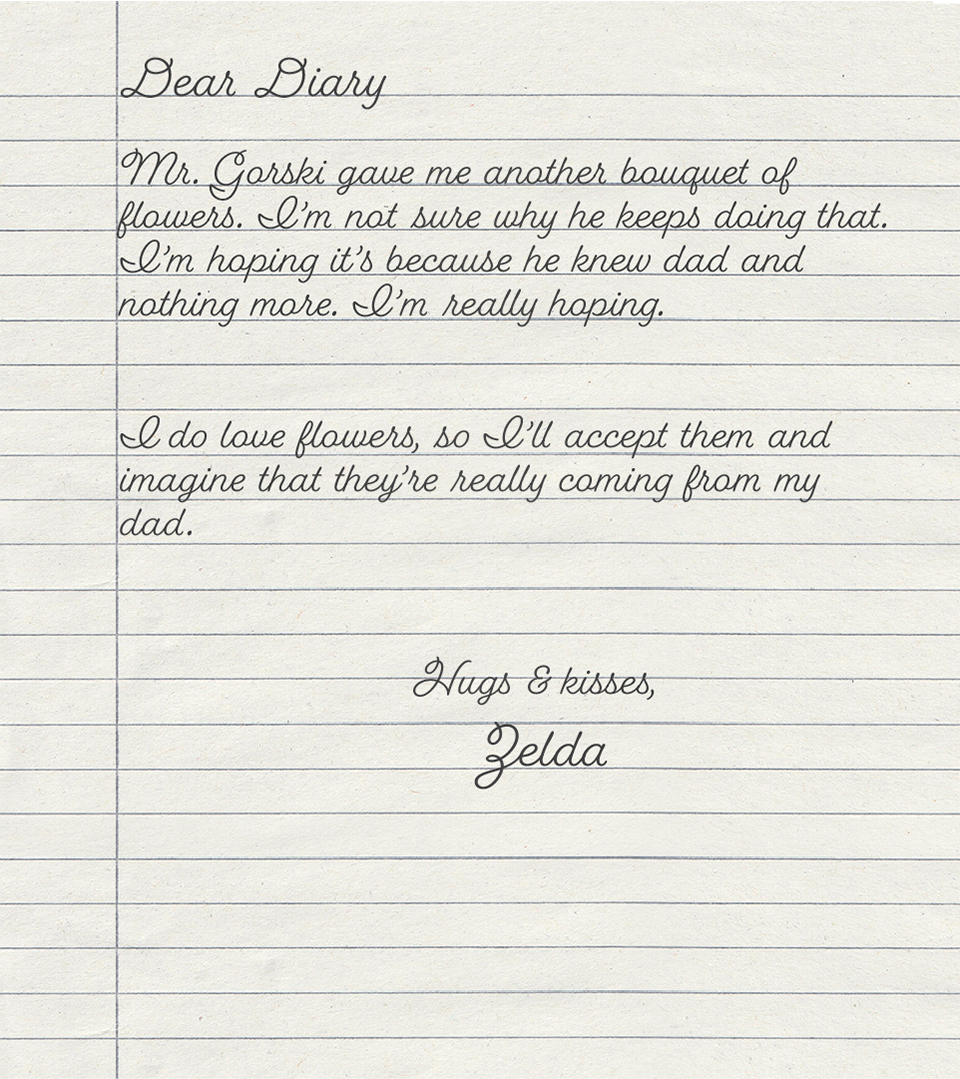 Dear Diary
Mr. Gorski gave me another bouquet of
flowers. I'm not sure why he keeps doing that.
I'm hoping it's because he knew dad and
nothing more. I'm really hoping.
I do love flowers, so I'll accept them and
imagine that they're really coming from my
dad.
Hugs & kisses,
Zelda